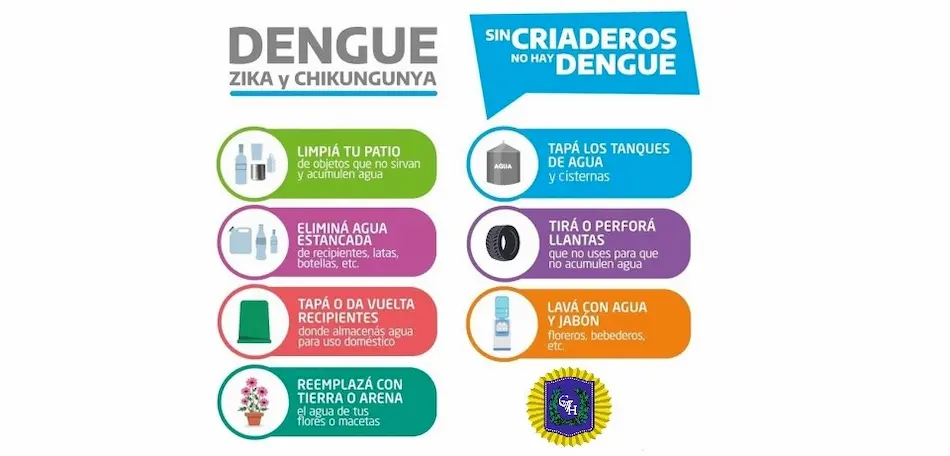 DENGUE
ZIKA y CHIKUNGUNYA
SIN CRIADEROS
NO HAY DENGUE
LIMPIÁ TU PATIO
de objetos que no sirvan
y acumulen agua
ELIMINÁ AGUA
ESTANCADA
de recipientes, latas,
botellas, etc.
TAPÁ O DA VUELTA
RECIPIENTES
donde almacenás agua
para uso doméstico
REEMPLAZÁ CON
TIERRA O ARENA
el agua de tus
flores o macetas
AGUA
TAPÁ LOS TANQUES
DE AGUA
y cisternas
TIRÁ O PERFORÁ
LLANTAS
que no uses para que
no acumulen agua
LAVÁ CON AGUA
Y JABÓN
floreros, bebederos,
etc.